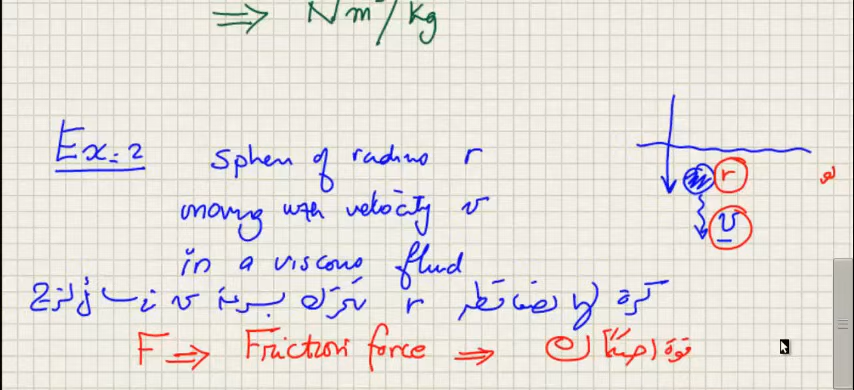 ⇒ Nm²/kg
Ex-2 sphere of radius r
r
moving with velocity v
v
in a viscous fluid
كرة لها نصف قطر r تتحرك بسرعة v في سائل لزج
F ⇒ Friction force ⇒ قوة احتكاك